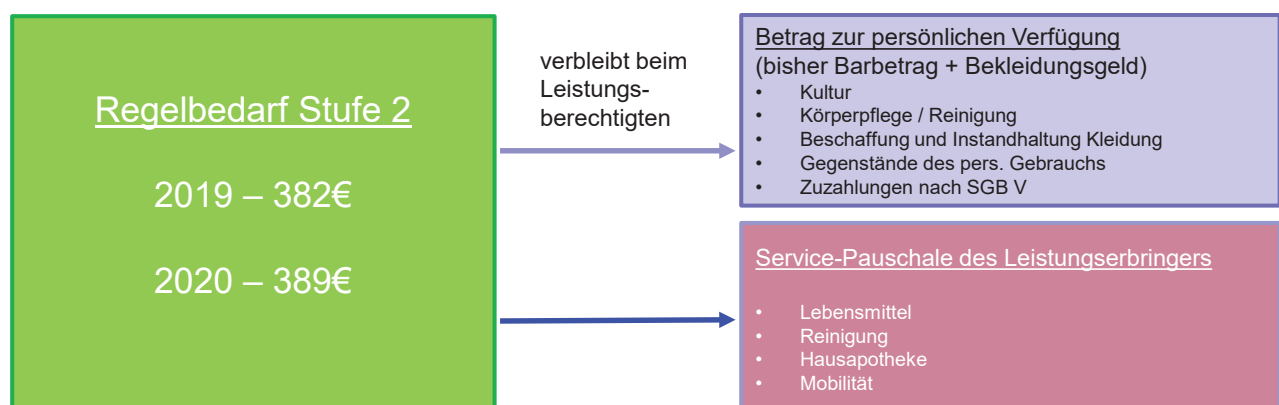 Regelbedarf Stufe 2
2019 – 382€
2020 – 389€
verbleibt beim
Leistungs-
berechtigten
Betrag zur persönlichen Verfügung
(bisher Barbetrag + Bekleidungsgeld)
• Kultur
• Körperpflege / Reinigung
• Beschaffung und Instandhaltung Kleidung
• Gegenstände des pers. Gebrauchs
• Zuzahlungen nach SGB V
Service-Pauschale des Leistungserbringers
• Lebensmittel
• Reinigung
• Hausapotheke
• Mobilität